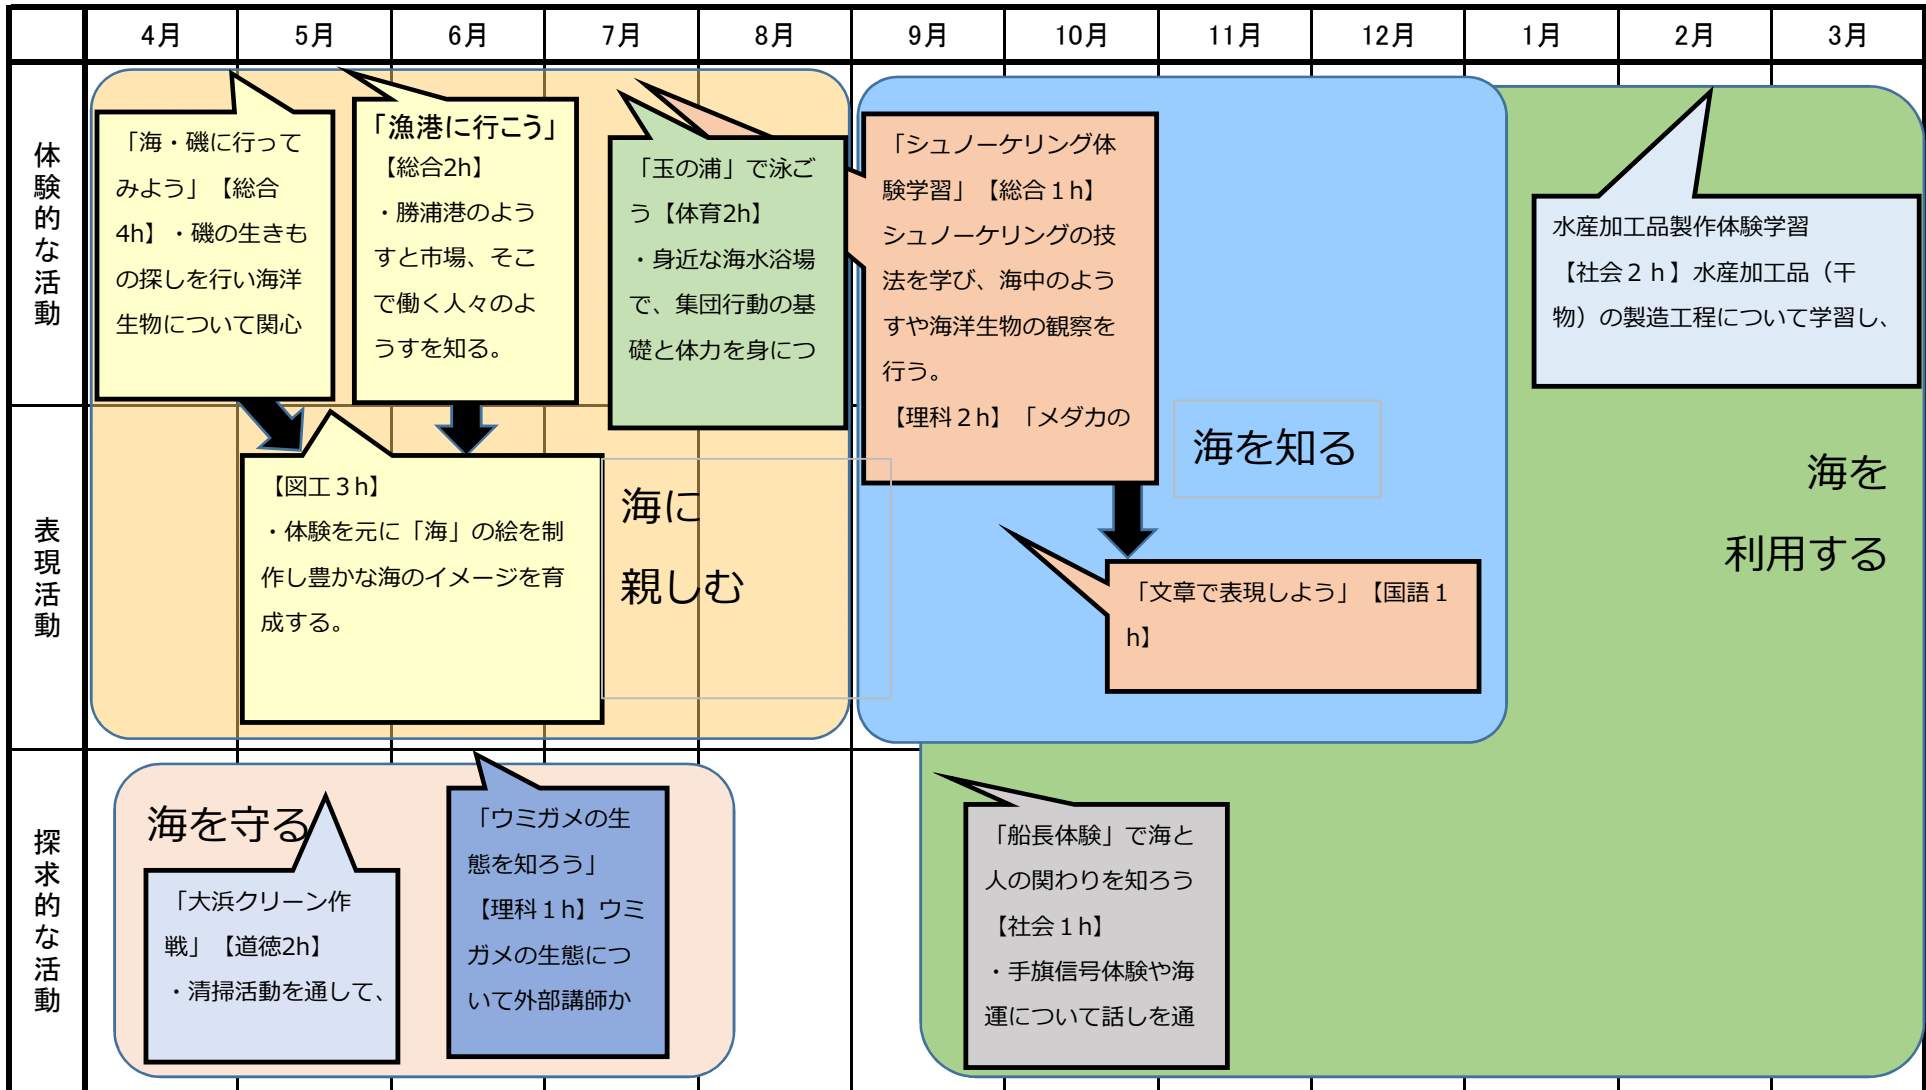 4月 5月 6月 7月 8月 9月 10月 11月 12月 1月 2月 3月
体験的な活動
「海・磯に行って
みよう」【総合
4h】・磯の生きも
の探しを行い海洋
生物について関心
「漁港に行こう」
【総合2h】
・勝浦港のよう
すと市場、そこ
で働く人々のよ
うすを知る。
「玉の浦」で泳ご
う【体育2h】
・身近な海水浴場
で、集団行動の基
礎と体力を身につ
「シュノーケリング体
験学習」【総合１h】
シュノーケリングの技
法を学び、海中のよう
すや海洋生物の観察を
行う。
【理科２h】「メダカの
水産加工品製作体験学習
【社会２ｈ】水産加工品（干
物）の製造工程について学習し、
表現活動
【図工３h】
・体験を元に「海」の絵を制
作し豊かな海のイメージを育
成する。
海に
親しむ
海を知る
「文章で表現しよう」【国語１
h】
海を
利用する
探求的な活動
海を守る
「大浜クリーン作
戦」【道徳2h】
・清掃活動を通して、
「ウミガメの生
態を知ろう」
【理科１h】ウミ
ガメの生態につ
いて外部講師か
「船長体験」で海と
人の関わりを知ろう
【社会１h】
・手旗信号体験や海
運について話しを通